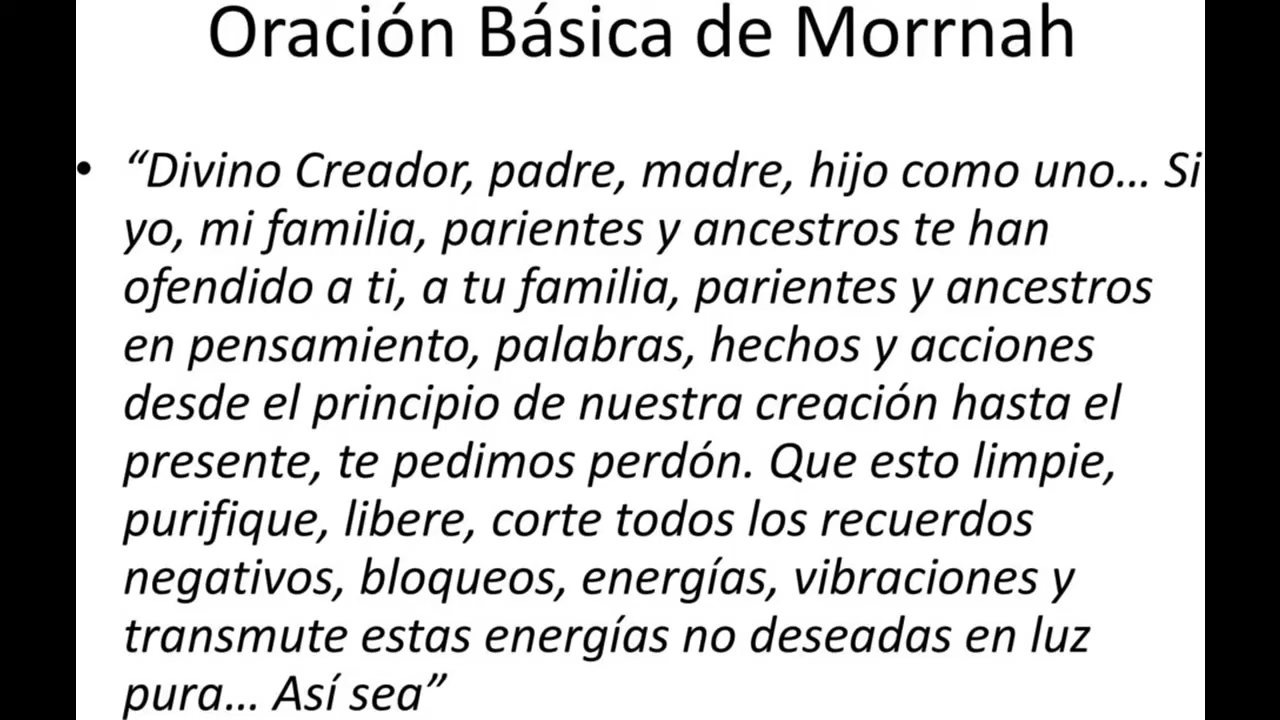 Oración Básica de Morrnah
• “Divino Creador, padre, madre, hijo como uno... Si
yo, mi familia, parientes y ancestros te han
ofendido a ti, a tu familia, parientes y ancestros
en pensamiento, palabras, hechos y acciones
desde el principio de nuestra creación hasta el
presente, te pedimos perdón. Que esto limpie,
purifique, libere, corte todos los recuerdos
negativos, bloqueos, energías, vibraciones y
transmute estas energías no deseadas en luz
pura... Así sea”